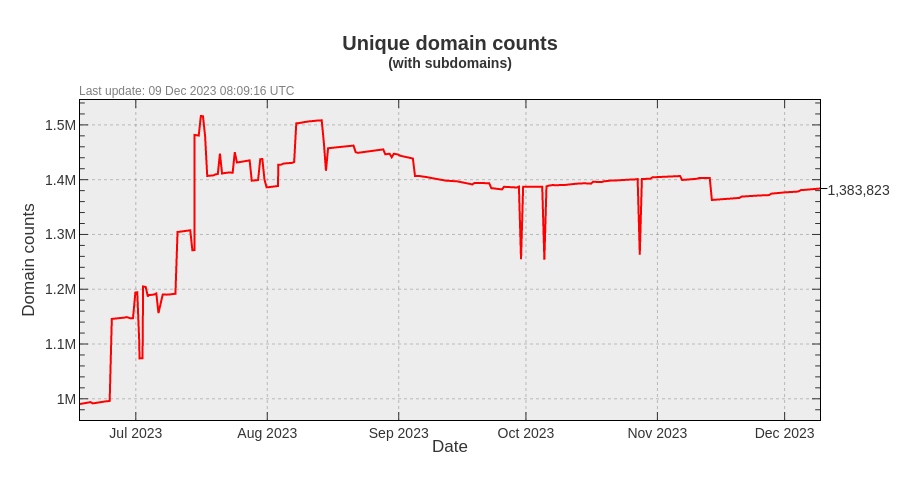 Unique domain counts
(with subdomains)
Last update: 09 Dec 2023 08:09:16 UTC
1.5M
1.4M
1.3M
1.2M
1.1M
1M
Domain counts
1,383,823
Jul 2023
Aug 2023
Sep 2023
Oct 2023
Nov 2023
Dec 2023
Date